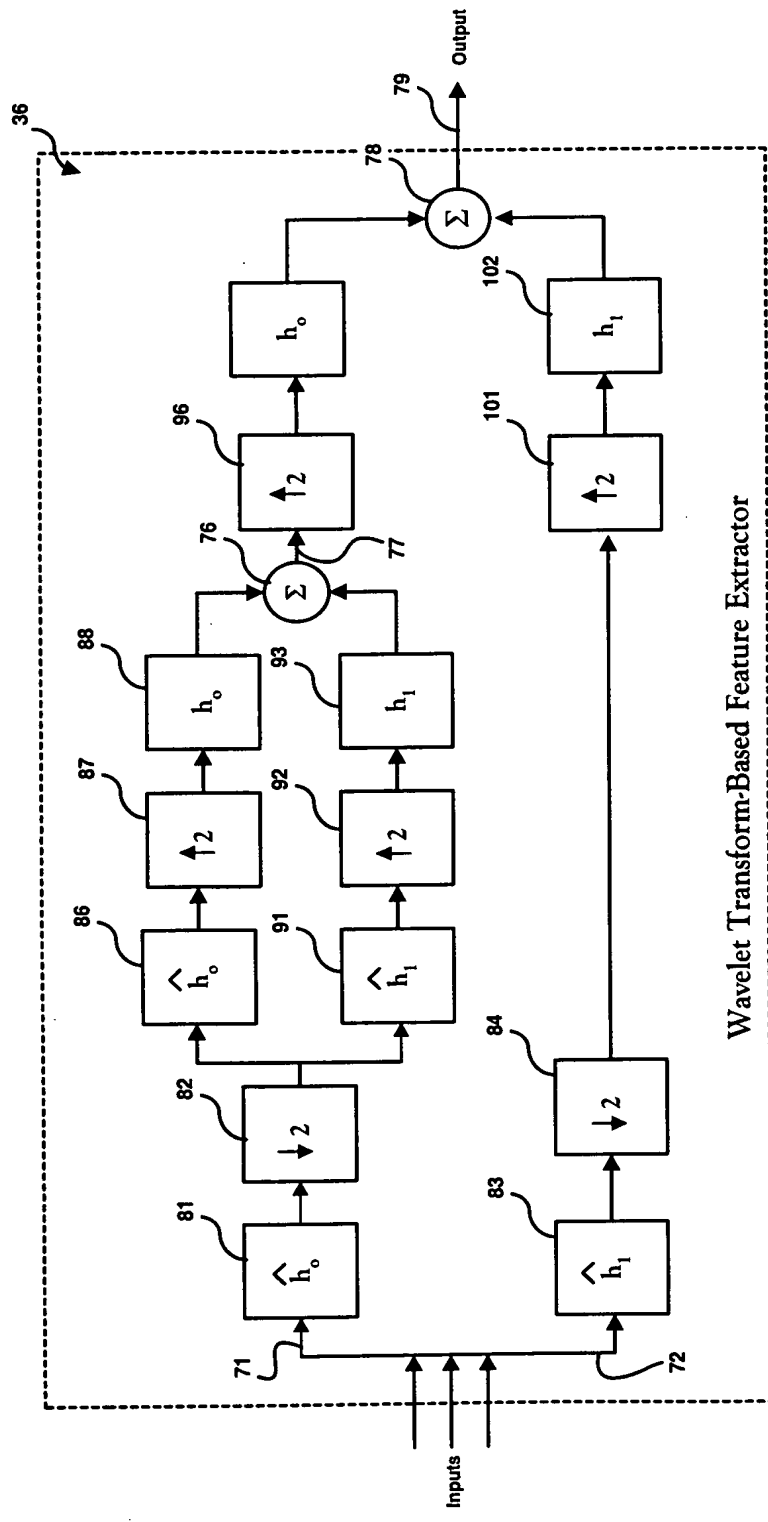 36
71
81
ĥ₀
82
↓2
86
ĥ₀
87
↑2
88
h₀
76
Σ
77
96
↑2
h₀
78
Σ
79
Output
91
ĥ₁
92
↑2
93
h₁
Inputs
72
83
ĥ₁
84
↓2
101
↑2
102
h₁
Wavelet Transform-Based Feature Extractor